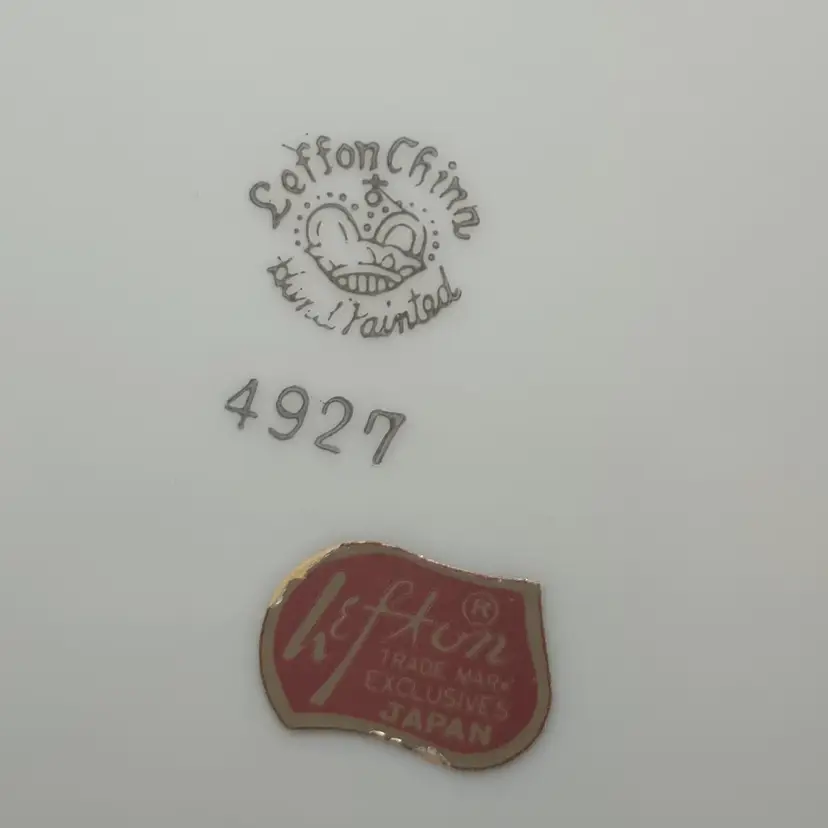 Lefton China
Hand Painted
4927
Lefton ®
TRADE MARK
EXCLUSIVES
JAPAN